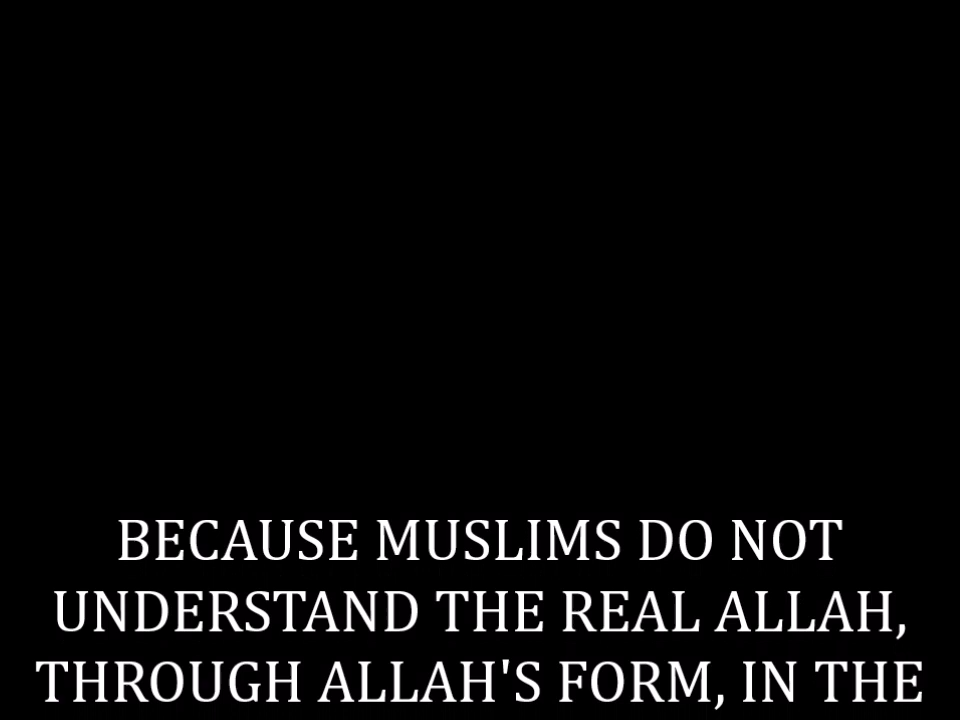 BECAUSE MUSLIMS DO NOT
UNDERSTAND THE REAL ALLAH,
THROUGH ALLAH'S FORM, IN THE